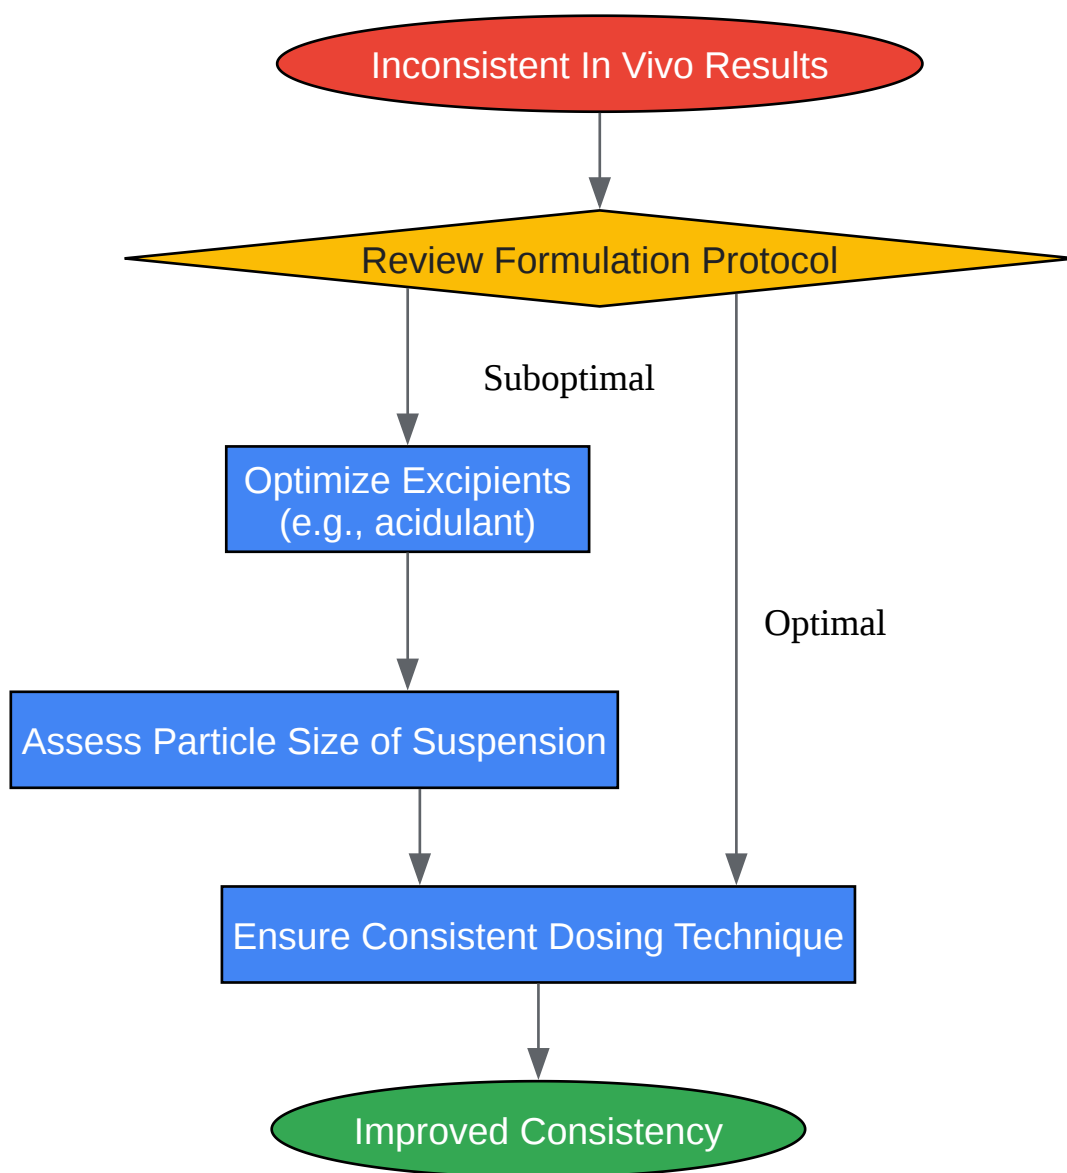 Inconsistent In Vivo Results
Review Formulation Protocol
Suboptimal
Optimize Excipients
(e.g., acidulant)
Optimal
Assess Particle Size of Suspension
Ensure Consistent Dosing Technique
Improved Consistency